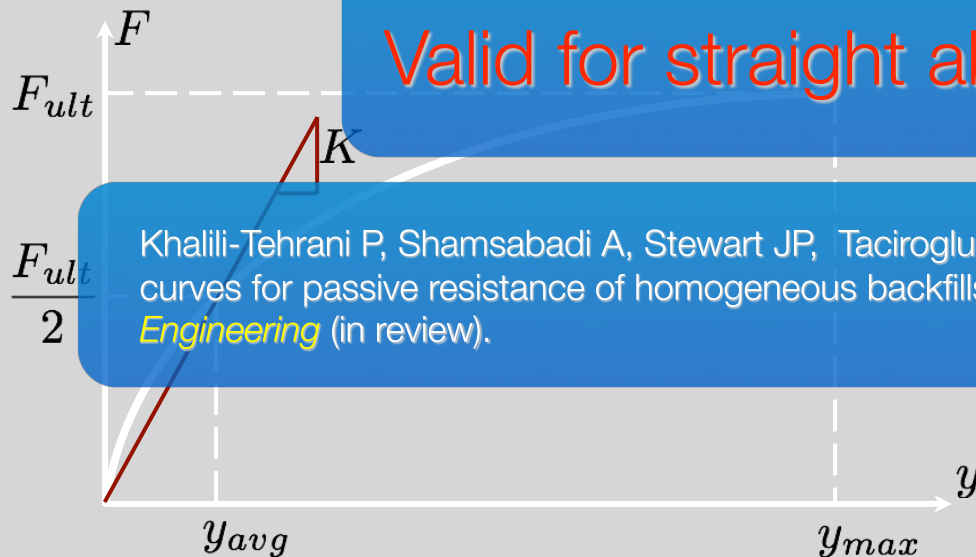 F
Valid for straight
F_ult
K
Khalili-Tehrani P, Shamsabadi A, Stewart JP, Taciroglu
curves for passive resistance of homogeneous backfills
Engineering (in review).
F_ult
2
y
y_avg
y_max